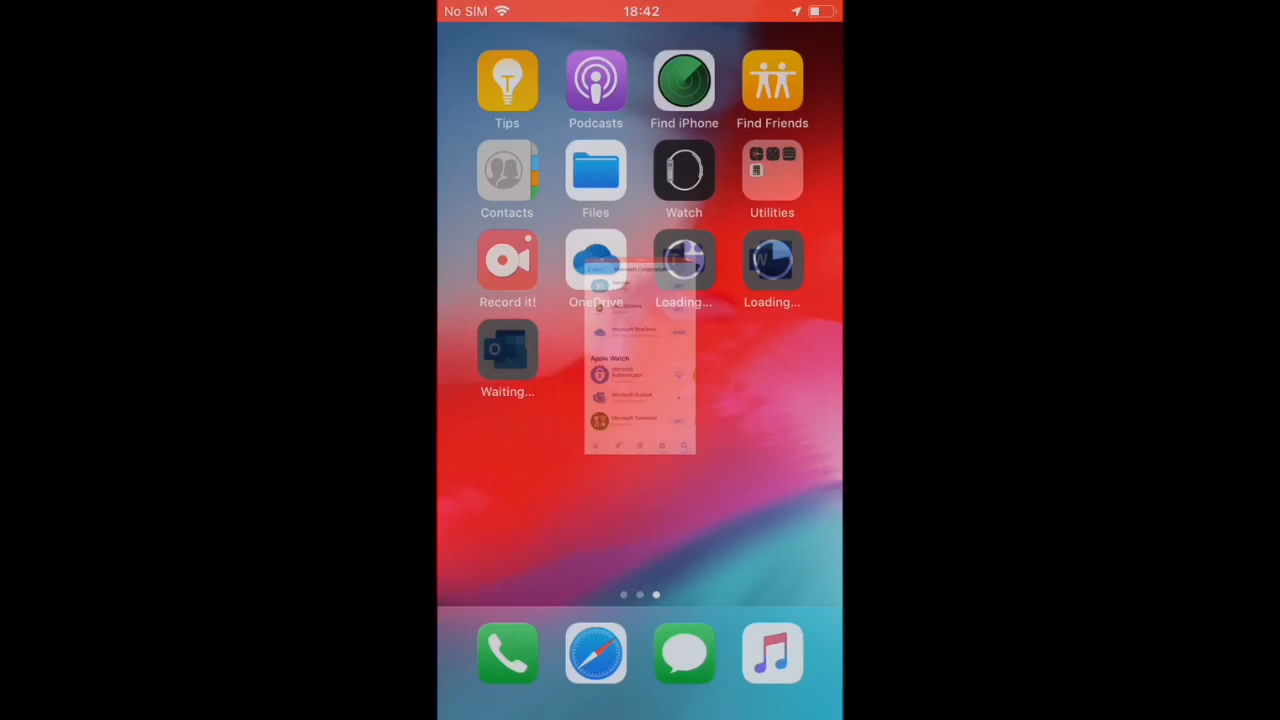 No SIM 18:42
Tips Podcasts Find iPhone Find Friends
Contacts Files Watch Utilities
Record it! OneDrive Loading... Loading...
Microsoft Corporation
Microsoft OneDrive
Apple Watch
Microsoft
Authenticator
Microsoft Outlook
Microsoft Translator
Waiting...